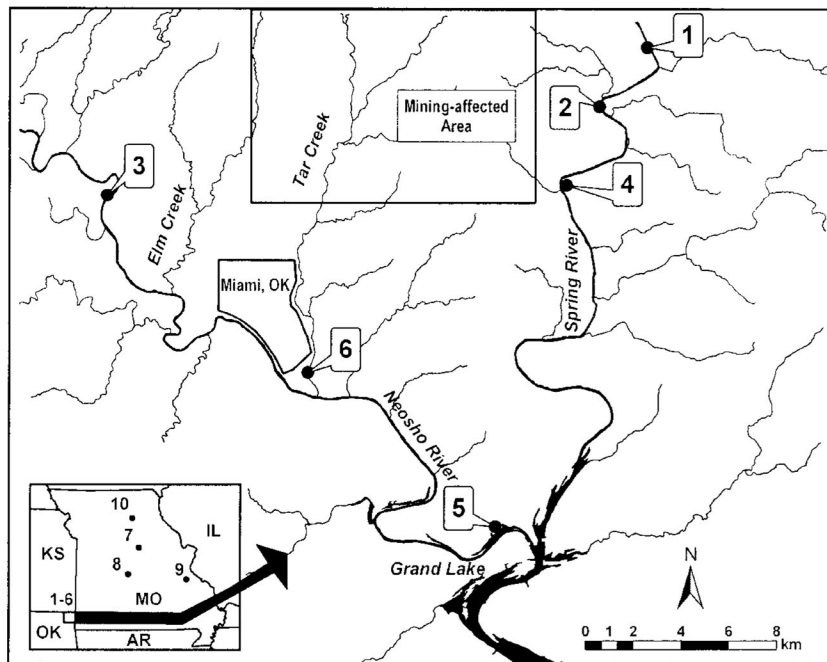 1
2
Mining-affected
Area
Tar Creek
3
4
Elm Creek
Miami, OK
Spring River
6
Neosho River
5
Grand Lake
10
7
IL
KS
8
9
MO
1-6
OK
AR
N
0 1 2 4 6 8
km